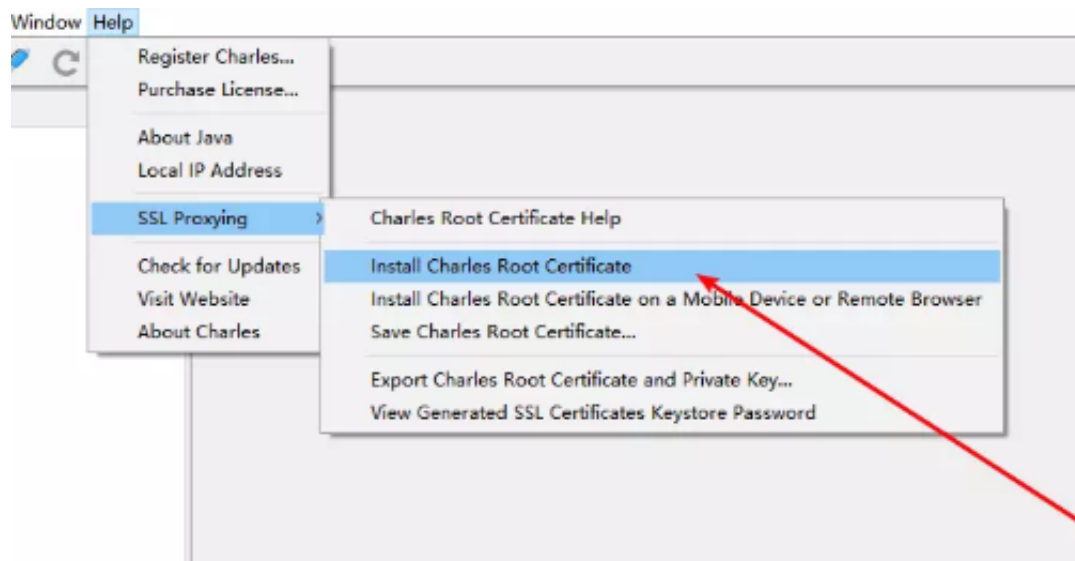 Window Help
Register Charles...
Purchase License...
About Java
Local IP Address
SSL Proxying
Check for Updates
Visit Website
About Charles
Charles Root Certificate Help
Install Charles Root Certificate
Install Charles Root Certificate on a Mobile Device or Remote Browser
Save Charles Root Certificate...
Export Charles Root Certificate and Private Key...
View Generated SSL Certificates Keystore Password